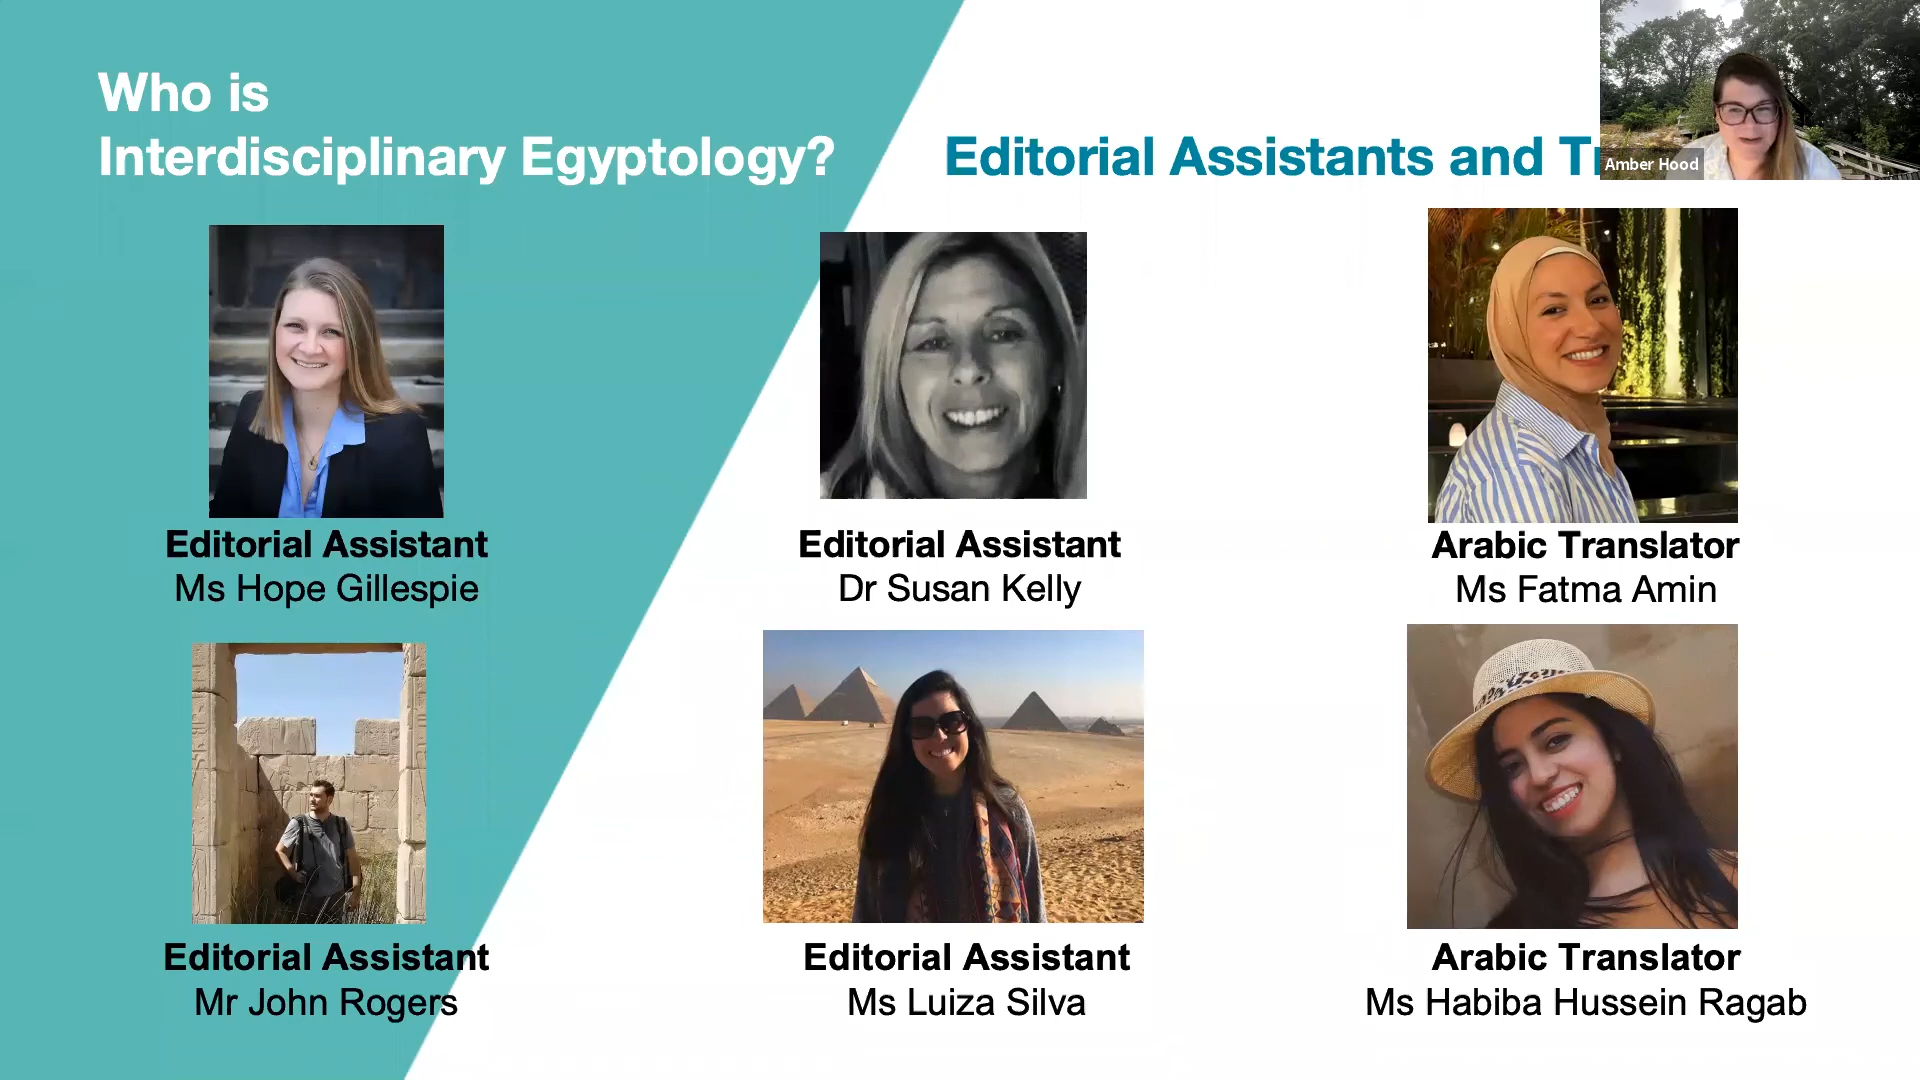 Who is
Interdisciplinary Egyptology?
Editorial Assistants and
Amber Hood
Editorial Assistant
Ms Hope Gillespie
Editorial Assistant
Dr Susan Kelly
Arabic Translator
Ms Fatma Amin
Editorial Assistant
Mr John Rogers
Editorial Assistant
Ms Luiza Silva
Arabic Translator
Ms Habiba Hussein Ragab